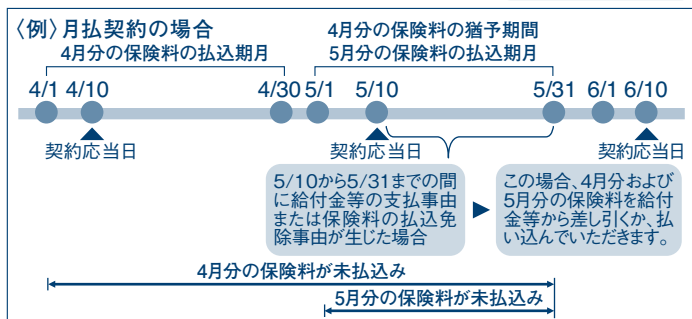 〈例〉月払契約の場合
4月分の保険料の払込期月
4月分の保険料の猶予期間
5月分の保険料の払込期月
4/1 4/10 4/30 5/1 5/10 5/31 6/1 6/10
契約応当日 契約応当日 契約応当日
5/10から5/31までの間
に給付金等の支払事由
または保険料の払込免
除事由が生じた場合
この場合、4月分および
5月分の保険料を給付
金等から差し引くか、払
い込んでいただきます。
4月分の保険料が未払込み
5月分の保険料が未払込み